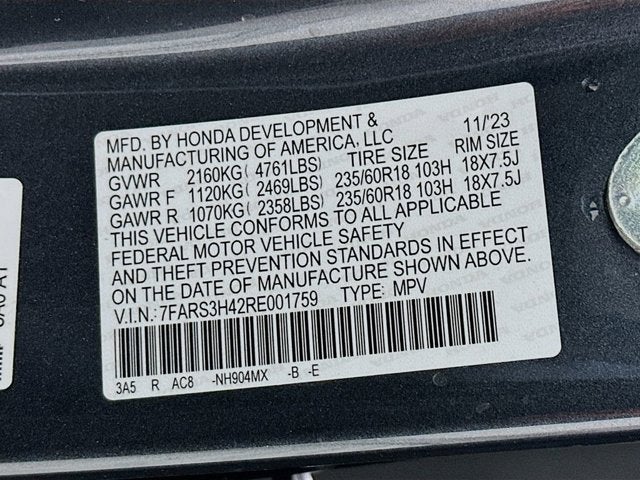 MFD. BY HONDA DEVELOPMENT & 11/'23
MANUFACTURING OF AMERICA, LLC
GVWR 2160KG( 4761LBS) TIRE SIZE RIM SIZE
GAWR F 1120KG( 2469LBS) 235/60R18 103H 18X7.5J
GAWR R 1070KG( 2358LBS) 235/60R18 103H 18X7.5J
THIS VEHICLE CONFORMS TO ALL APPLICABLE
FEDERAL MOTOR VEHICLE SAFETY
AND THEFT PREVENTION STANDARDS IN EFFECT
ON THE DATE OF MANUFACTURE SHOWN ABOVE.
V.I.N.:7FARS3H42RE001759 TYPE: MPV
3A5 R AC8 -NH904MX -B -E